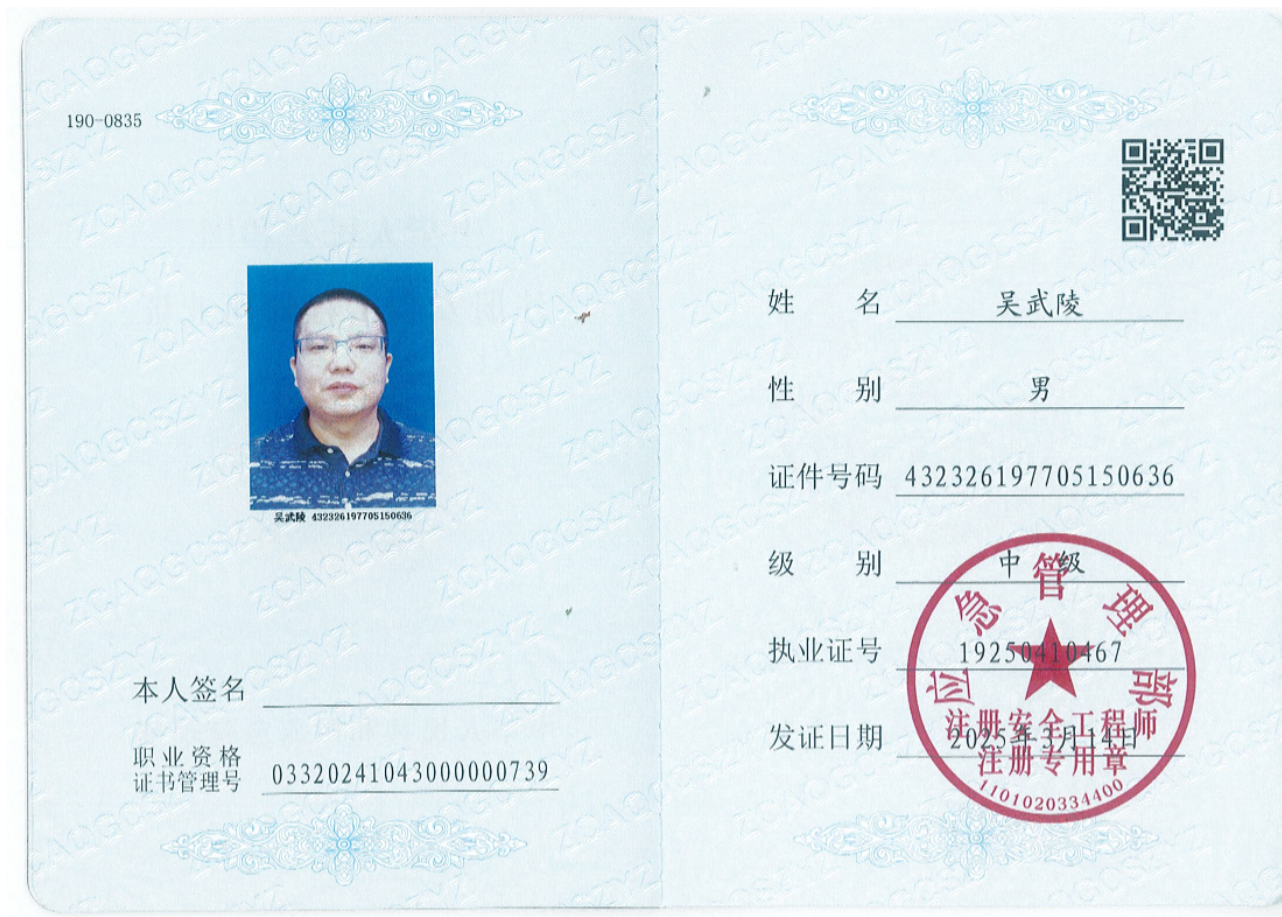 190-0835
吴武陵 432326197705150636
本人签名
职业资格
证书管理号 03320241043000000739
姓名 吴武陵
性别 男
证件号码 432326197705150636
级别 中级
执业证号 19250410467
发证日期 2025年3月14日
应急管理部
注册安全工程师
注册专用章
1101020334400
ZCAQGCSZYZ